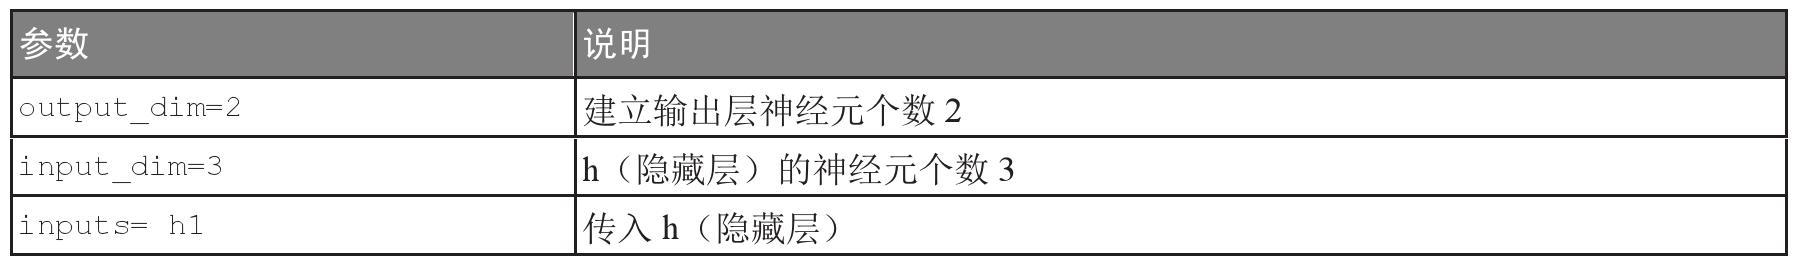 参数 说明
output_dim=2 建立输出层神经元个数 2
input_dim=3 h（隐藏层）的神经元个数 3
inputs= h1 传入 h（隐藏层）